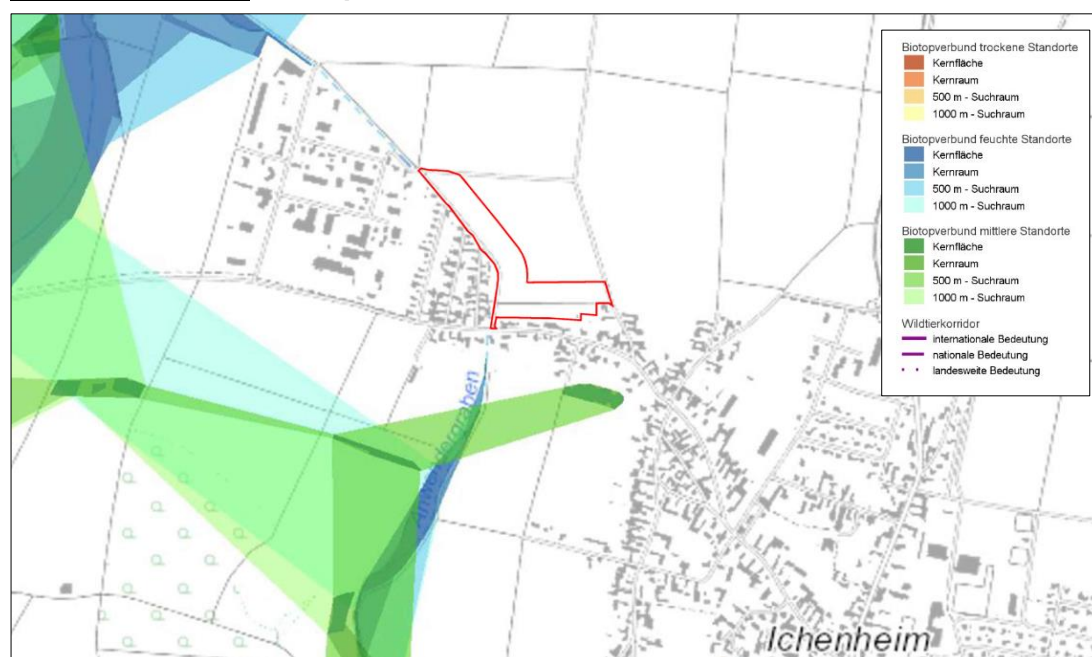 Biotopverbund trockene Standorte
Kernfläche
Kernraum
500 m - Suchraum
1000 m - Suchraum
Biotopverbund feuchte Standorte
Kernfläche
Kernraum
500 m - Suchraum
1000 m - Suchraum
Biotopverbund mittlere Standorte
Kernfläche
Kernraum
500 m - Suchraum
1000 m - Suchraum
Wildtierkorridor
internationale Bedeutung
nationale Bedeutung
landesweite Bedeutung
Ichenheim